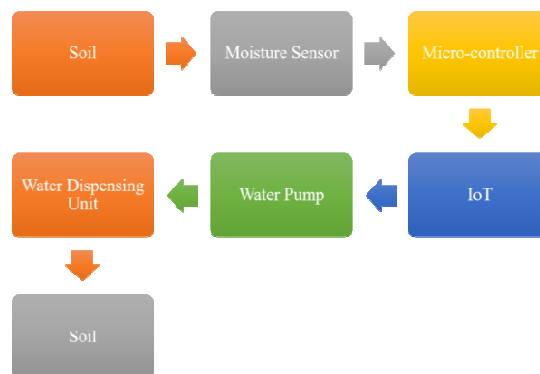 Soil
Moisture Sensor
Micro-controller
Water Dispensing
Unit
Water Pump
IoT
Soil